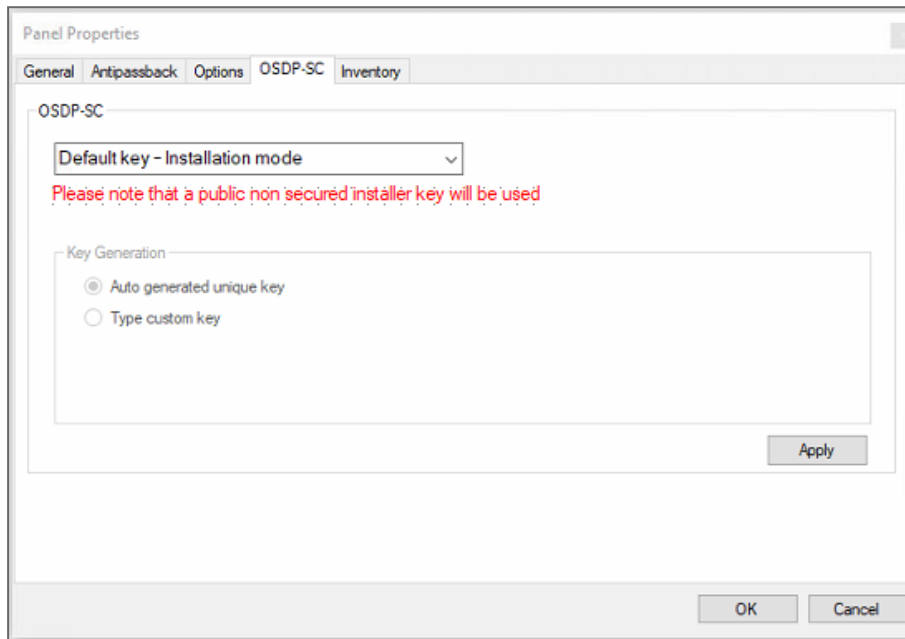 Panel Properties
General Antipassback Options OSDP-SC Inventory
OSDP-SC
Default key – Installation mode
Please note that a public non secured installer key will be used
Key Generation
Auto generated unique key
Type custom key
Apply
OK Cancel